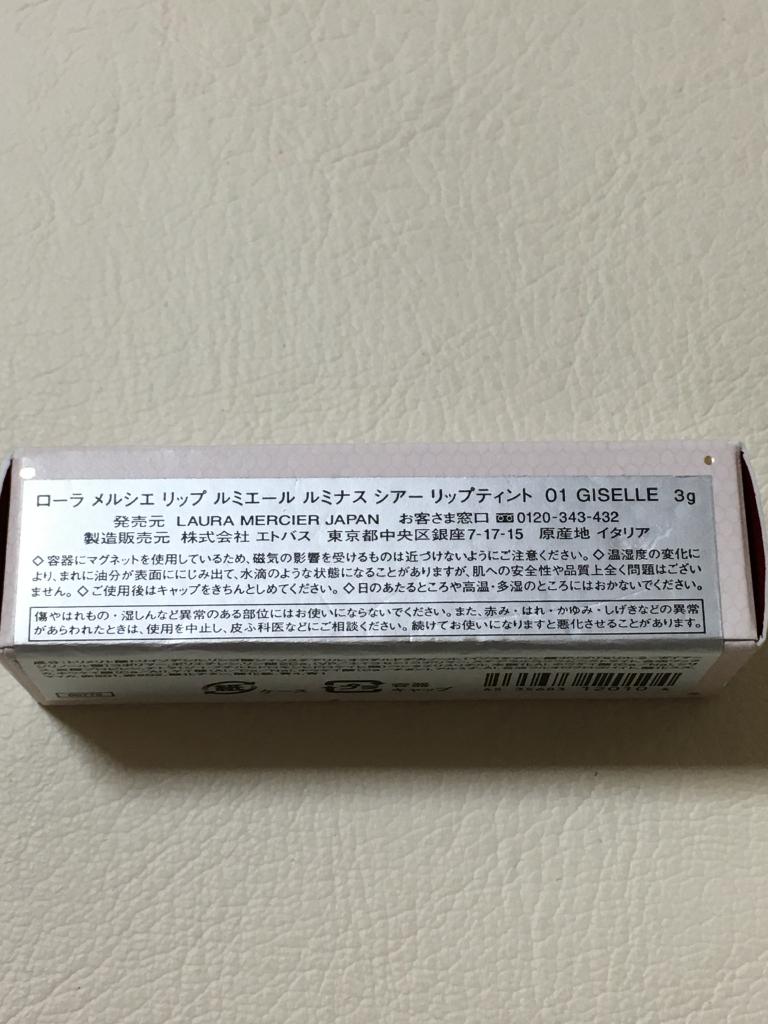 ローラ メルシエ リップ ルミエール ルミナス シアー リップティント 01 GISELLE 3g
発売元 LAURA MERCIER JAPAN お客さま窓口 0120-343-432
製造販売元 株式会社 エトバス 東京都中央区銀座7-17-15 原産地 イタリア
◇容器にマグネットを使用しているため、磁気の影響を受けるものは近づけないようにご注意ください。◇温湿度の変化に
より、まれに油分が表面ににじみ出て、水滴のような状態になることがありますが、肌への安全性や品質上全く問題はござい
ません。◇ご使用後はキャップをきちんとしめてください。◇日のあたるところや高温・多湿のところにはおかないでください。
傷やはれもの・湿しんなど異常のある部位にはお使いにならないでください。また、赤み・はれ・かゆみ・しげきなどの異常
があらわれたときは、使用を中止し、皮ふ科医などにご相談ください。続けてお使いになりますと悪化させることがあります。
紙 ケース プラ 容器
キャップ
12010